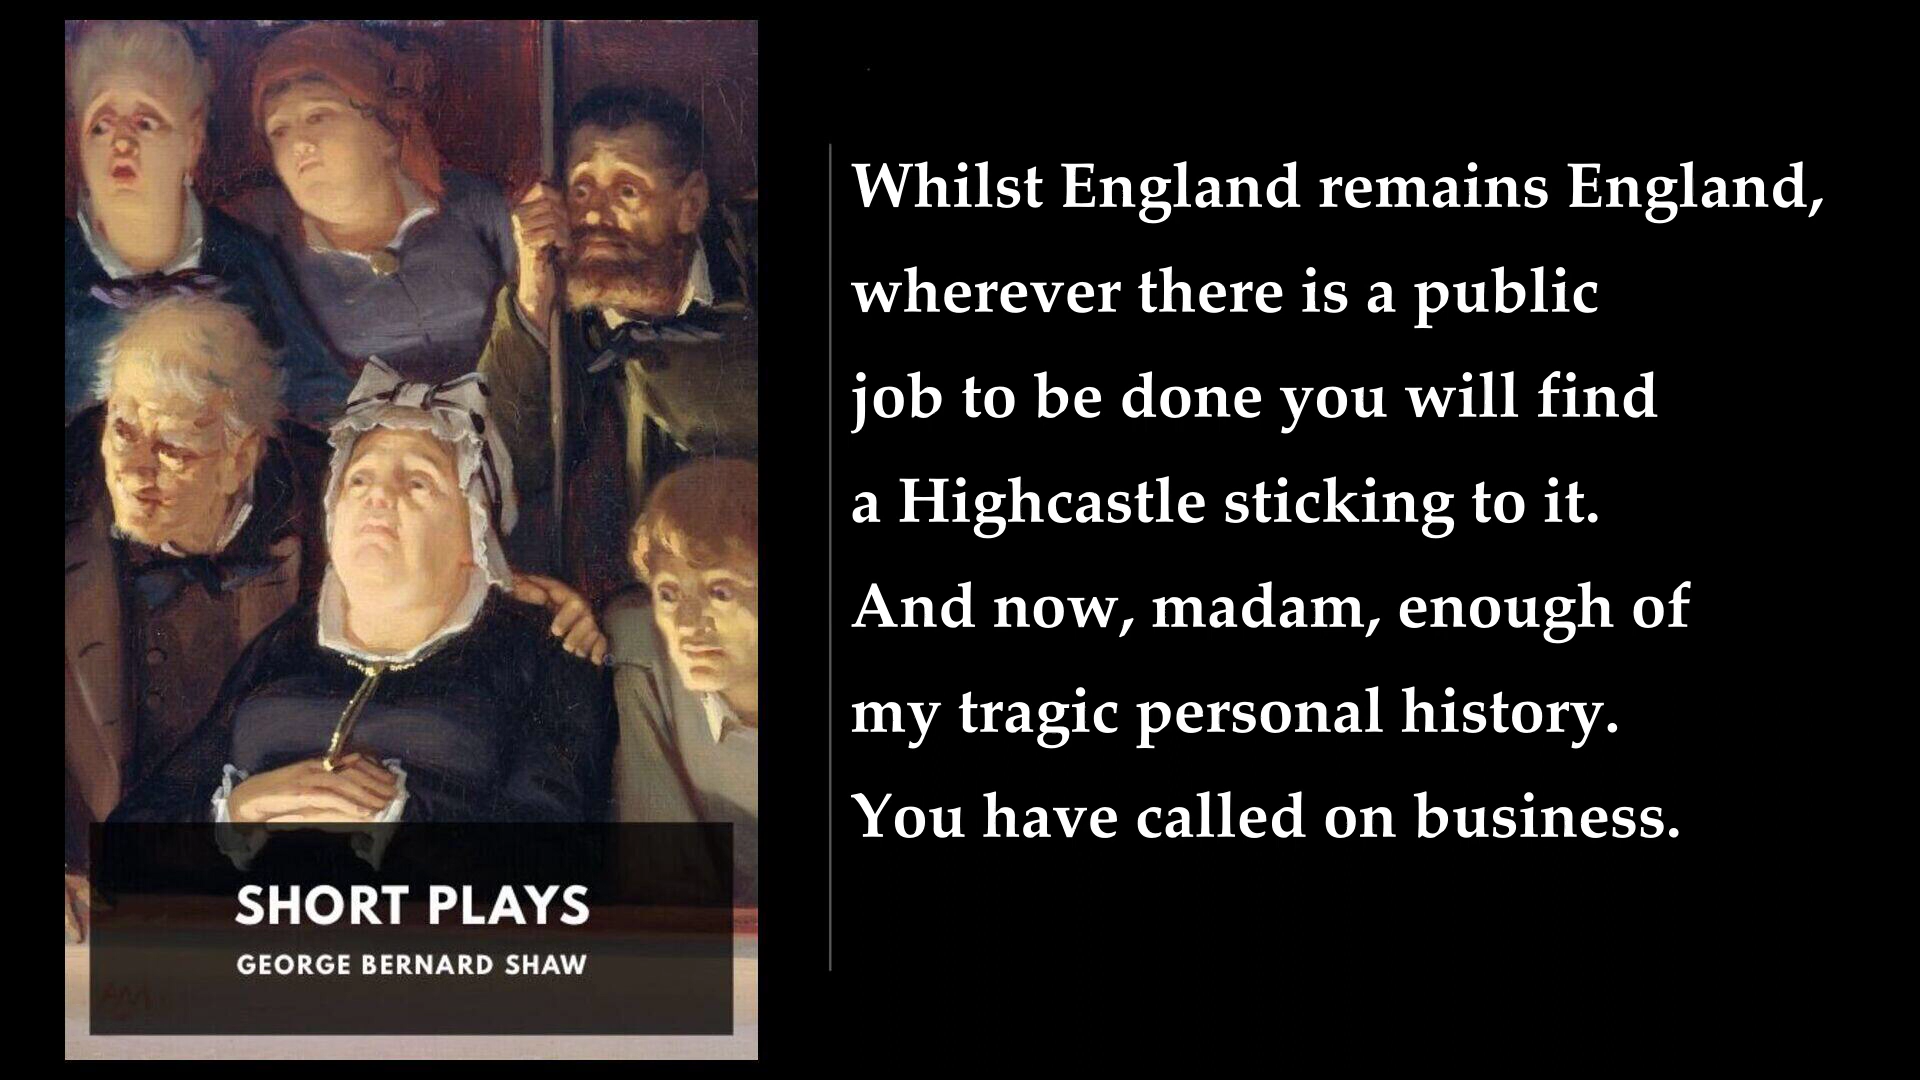 Whilst England remains England,
wherever there is a public
job to be done you will find
a Highcastle sticking to it.
And now, madam, enough of
my tragic personal history.
You have called on business.
SHORT PLAYS
GEORGE BERNARD SHAW